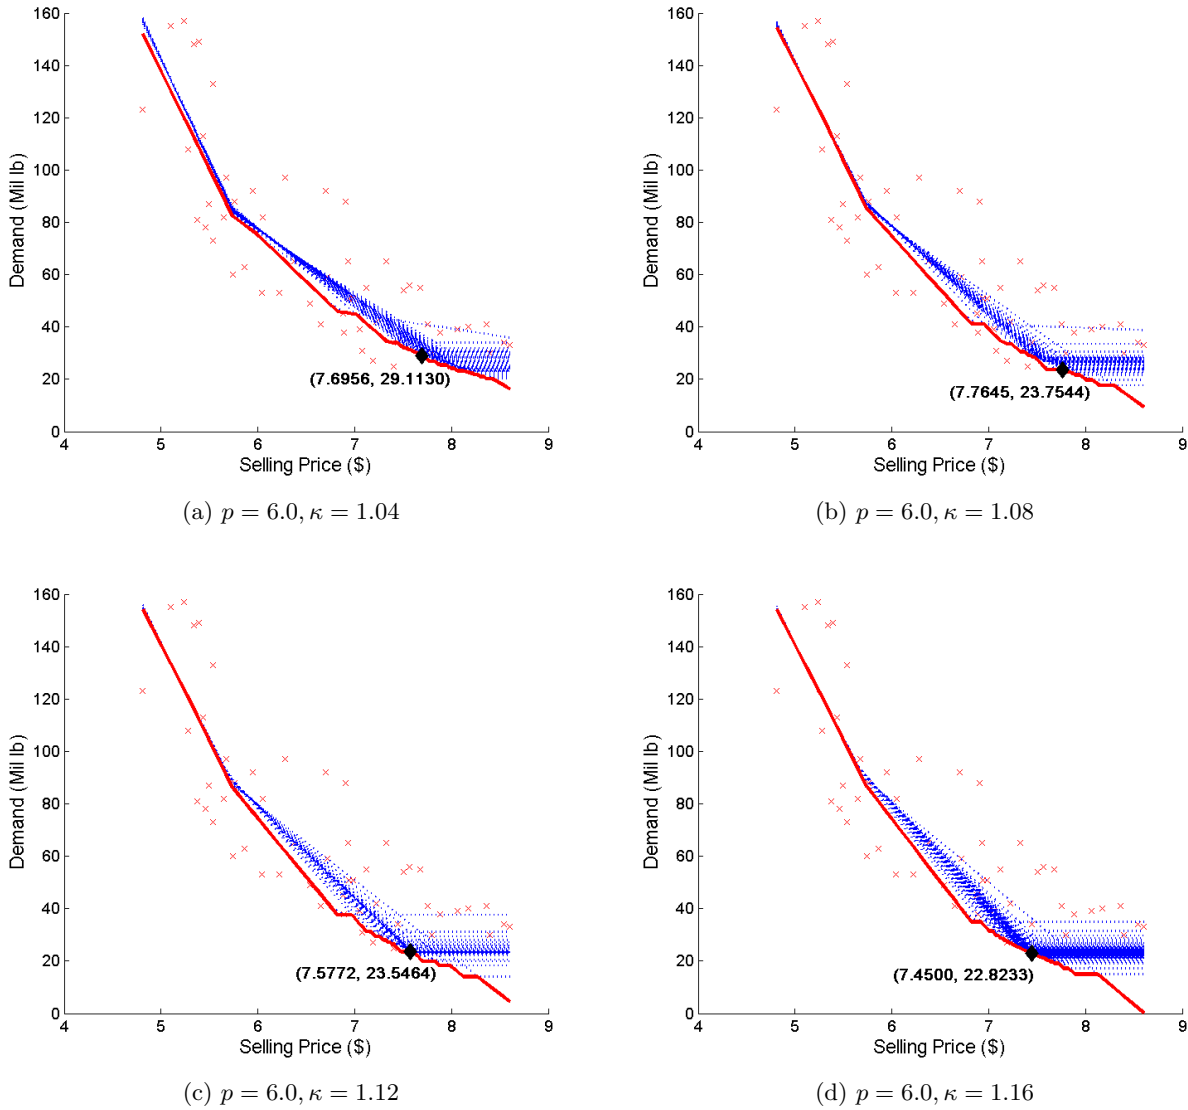 160
140
120
100
80
60
40
20
0
Demand (Mil lb)
(7.6956, 29.1130)
4 5 6 7 8 9
Selling Price ($)
(a) p = 6.0, κ = 1.04
160
140
120
100
80
60
40
20
0
Demand (Mil lb)
(7.7645, 23.7544)
4 5 6 7 8 9
Selling Price ($)
(b) p = 6.0, κ = 1.08
160
140
120
100
80
60
40
20
0
Demand (Mil lb)
(7.5772, 23.5464)
4 5 6 7 8 9
Selling Price ($)
(c) p = 6.0, κ = 1.12
160
140
120
100
80
60
40
20
0
Demand (Mil lb)
(7.4500, 22.8233)
4 5 6 7 8 9
Selling Price ($)
(d) p = 6.0, κ = 1.16